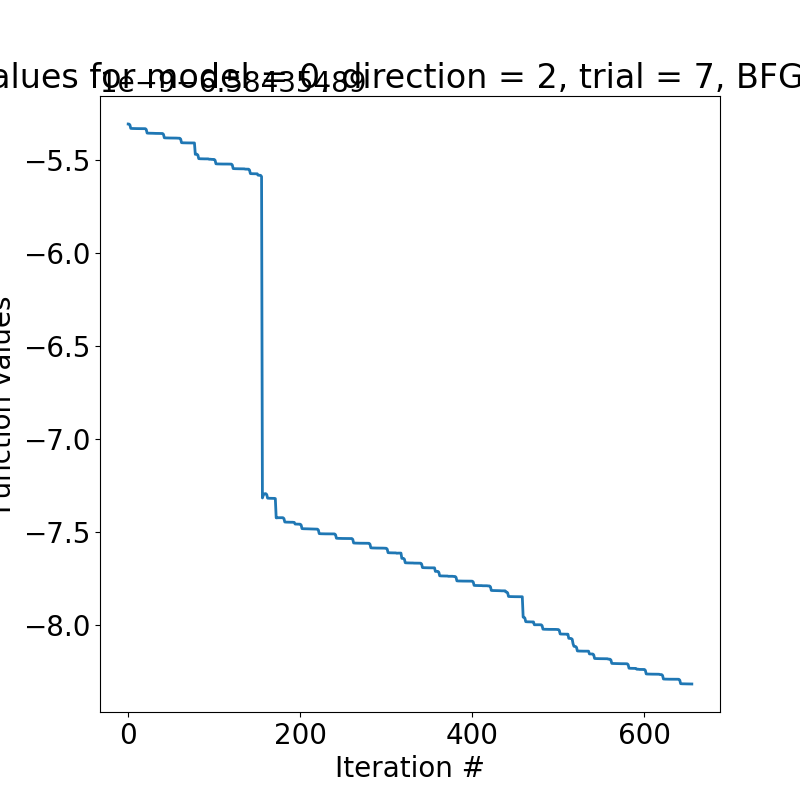 alues for model = 0, direction = 2, trial = 7, BFG
1e−9−6.58435489
−5.5
−6.0
−6.5
−7.0
−7.5
−8.0
Function values
0 200 400 600
Iteration #